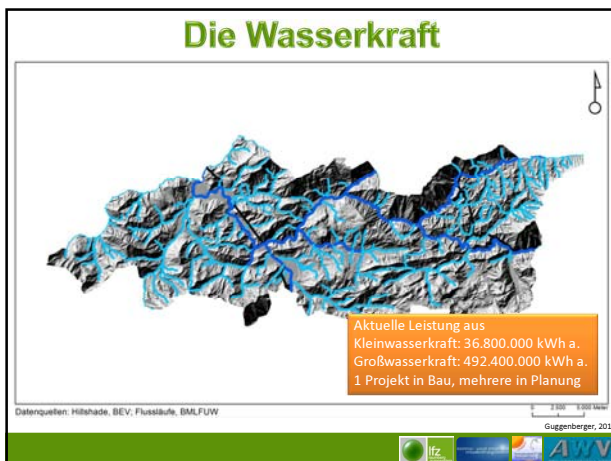 Die Wasserkraft
Aktuelle Leistung aus
Kleinwasserkraft: 36.800.000 kWh a.
Großwasserkraft: 492.400.000 kWh a.
1 Projekt in Bau, mehrere in Planung
Datenquellen: Hillshade, BEV; Flussläufe, BMLFUW
0 2.500 5.000 Meter
Guggenberger, 201
lfz
AWV